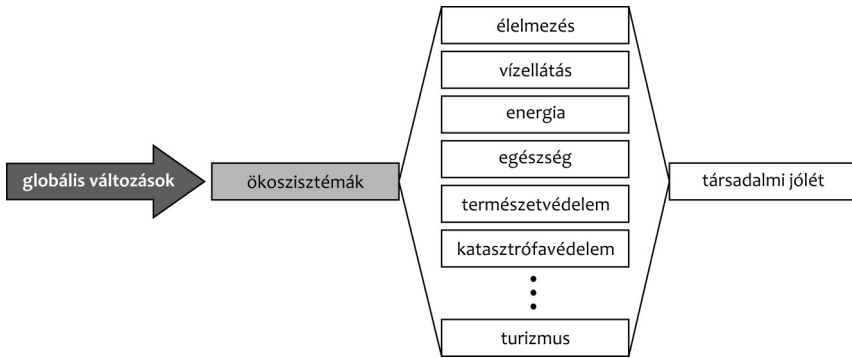 globális változások
ökoszisztémák
élelmezés
vízellátás
energia
egészség
természetvédelem
katasztrófavédelem
turizmus
társadalmi jólét